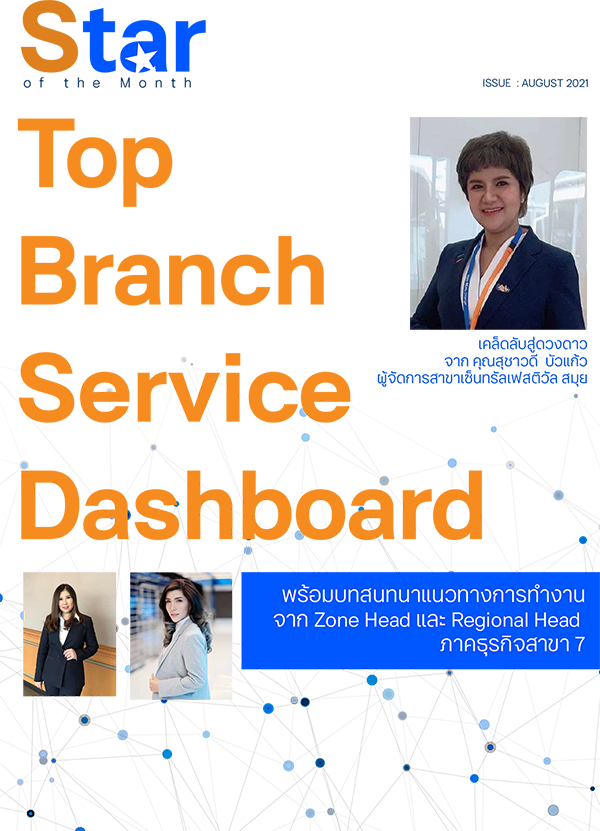 Star
of the Month
ISSUE : AUGUST 2021
Top
Branch
Service
Dashboard
เคล็ดลับสู่ดวงดาว
จาก คุณสุชาวดี บัวแก้ว
ผู้จัดการสาขาเซ็นทรัลเฟสติวัล สมุย
พร้อมบทสนทนาแนวทางการทำงาน
จาก Zone Head และ Regional Head
ภาคธุรกิจสาขา 7